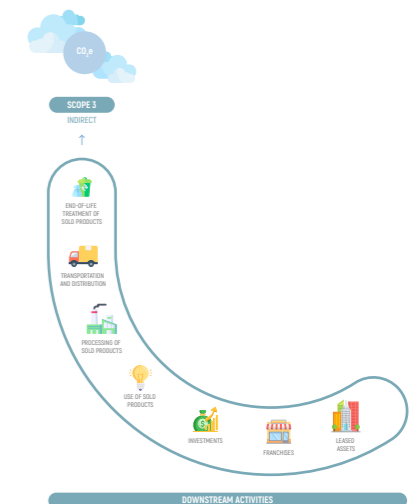 CO₂e
SCOPE 3
INDIRECT
END-OF-LIFE
TREATMENT OF
SOLD PRODUCTS
TRANSPORTATION
AND DISTRIBUTION
PROCESSING OF
SOLD PRODUCTS
USE OF SOLD
PRODUCTS
INVESTMENTS
FRANCHISES
LEASED
ASSETS
DOWNSTREAM ACTIVITIES